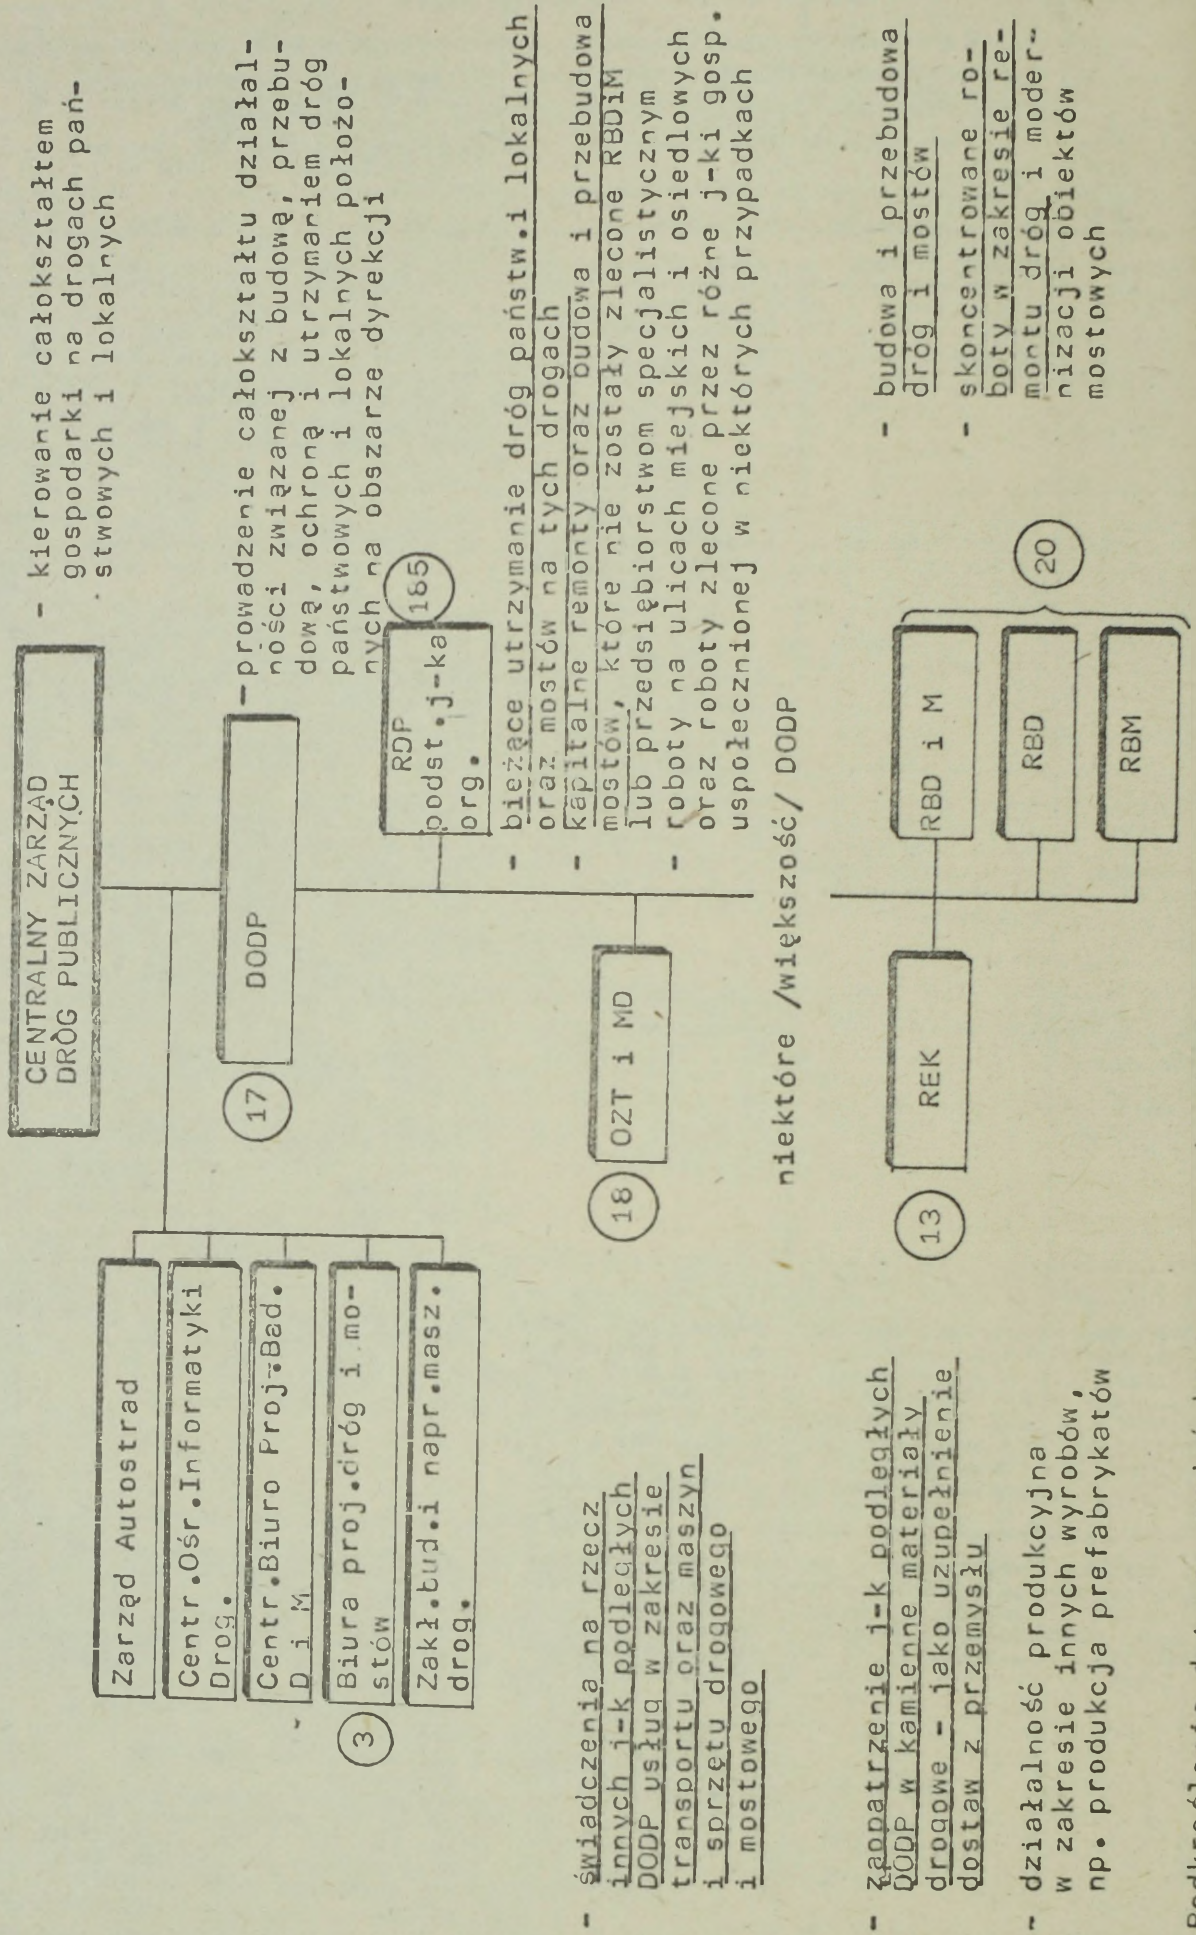 CENTRALNY ZARZĄD
DRÓG PUBLICZNYCH
- kierowanie całokształtem
gospodarki na drogach pań-
stwowych i lokalnych
Zarząd Autostrad
Centr.Ośr.Informatyki
Drog.
Centr.Biuro Proj-Bad.
D i M
3
Biura proj.dróg i mo-
stów
Zakł.bud.i napr.masz.
drog.
17
DODP
- prowadzenie całokształtu działal-
ności związanej z budową, przebu-
dową, ochroną i utrzymaniem dróg
państwowych i lokalnych położo-
nych na obszarze dyrekcji
RDP
podst.j-ka
org.
165
- bieżące utrzymanie dróg państw.i lokalnych
oraz mostów na tych drogach
- kapitalne remonty oraz budowa i przebudowa
mostów, które nie zostały zlecone RBDiM
lub przedsiębiorstwom specjalistycznym
- roboty na ulicach miejskich i osiedlowych
oraz roboty zlecone przez różne j-ki gosp.
uspołecznionej w niektórych przypadkach
- świadczenia na rzecz
innych j-k podległych
DODP usług w zakresie
transportu oraz maszyn
i sprzętu drogowego
i mostowego
18
OZT i MD
niektóre /większość/ DODP
- zaopatrzenie j-k podległych
DODP w kamienne materiały
drogowe - jako uzupełnienie
dostaw z przemysłu
- działalność produkcyjna
w zakresie innych wyrobów,
np. produkcja prefabrykatów
13
REK
RBD i M
RBD
RBM
20
- budowa i przebudowa
dróg i mostów
- skoncentrowane ro-
boty w zakresie re-
montu dróg i moder-
nizacji obiektów
mostowych